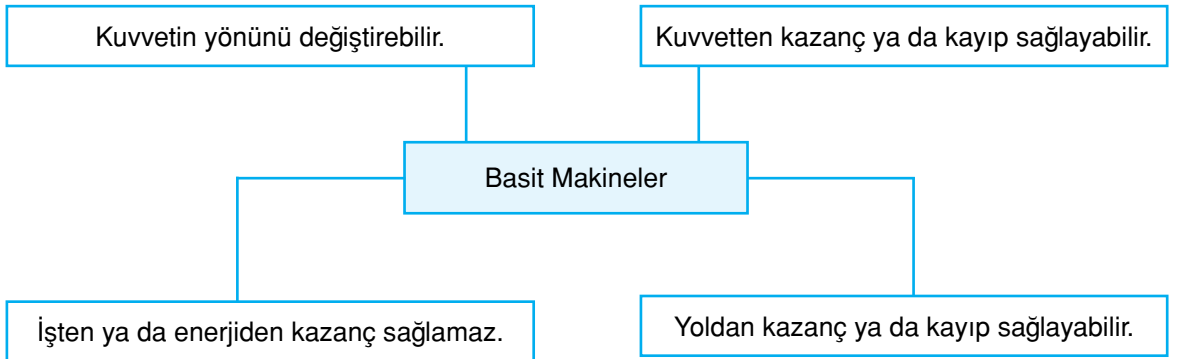 Kuvvetin yönünü değiştirebilir.
Kuvvetten kazanç ya da kayıp sağlayabilir.
Basit Makineler
İşten ya da enerjiden kazanç sağlamaz.
Yoldan kazanç ya da kayıp sağlayabilir.